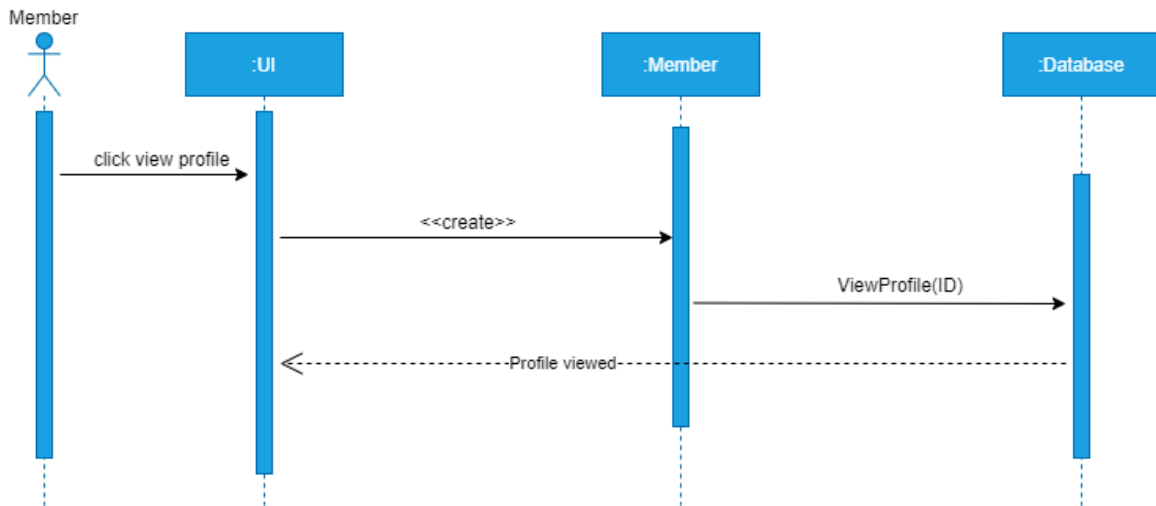 Member
:UI
:Member
:Database
click view profile
<<create>>
ViewProfile(ID)
Profile viewed